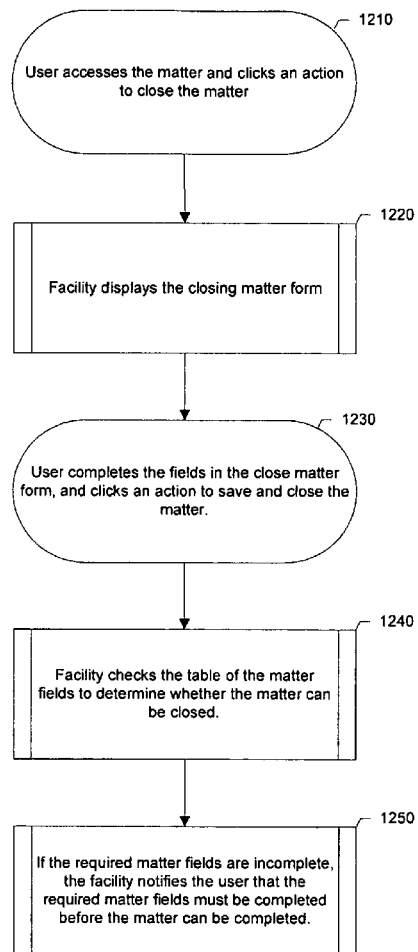 1210
User accesses the matter and clicks an action
to close the matter
1220
Facility displays the closing matter form
1230
User completes the fields in the close matter
form, and clicks an action to save and close the
matter.
1240
Facility checks the table of the matter
fields to determine whether the matter can
be closed.
1250
If the required matter fields are incomplete,
the facility notifies the user that the
required matter fields must be completed
before the matter can be completed.